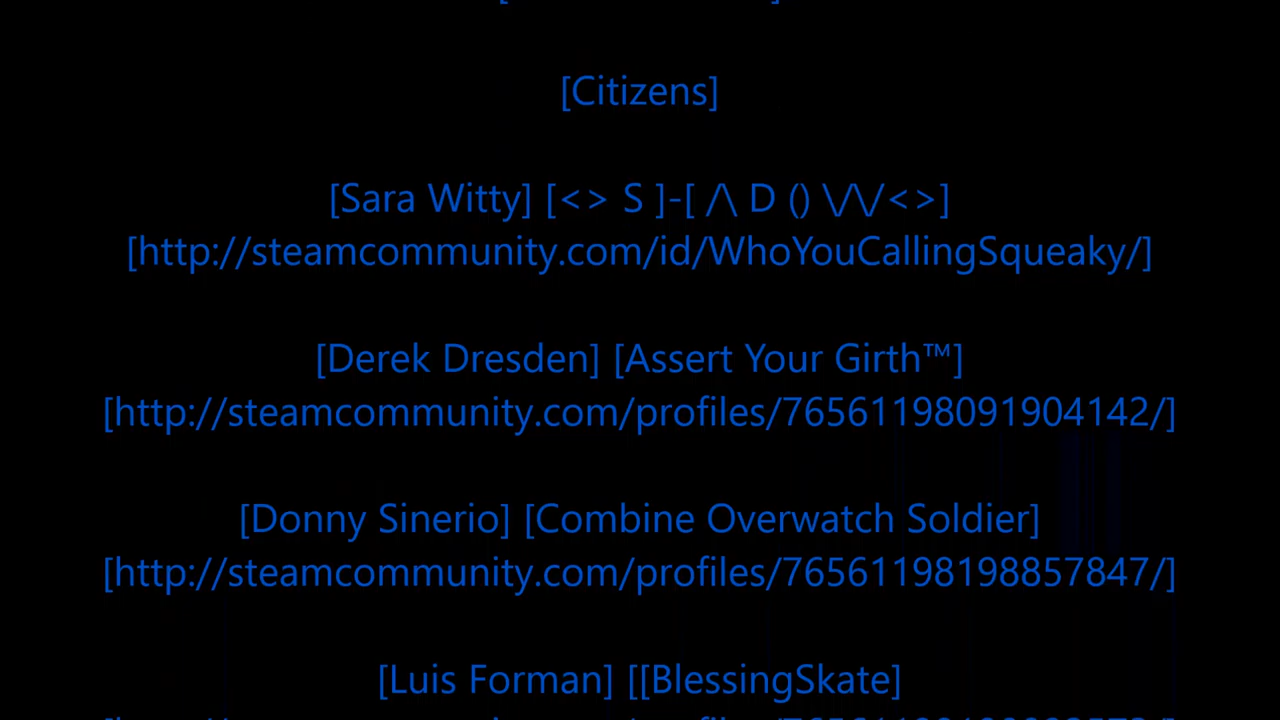 [Citizens]
[Sara Witty] [<> S ]-[ /\ D () \/\/<>]
[http://steamcommunity.com/id/WhoYouCallingSqueaky/]
[Derek Dresden] [Assert Your Girth™]
[http://steamcommunity.com/profiles/76561198091904142/]
[Donny Sinerio] [Combine Overwatch Soldier]
[http://steamcommunity.com/profiles/76561198198857847/]
[Luis Forman] [[BlessingSkate]